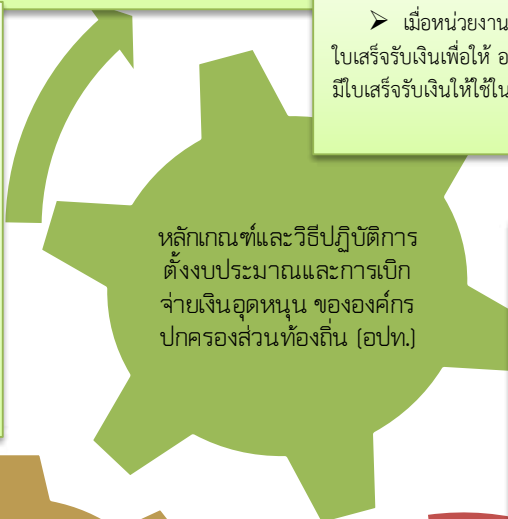 ➤ เมื่อหน่วยงาน
ใบเสร็จรับเงินเพื่อให้ อ
มีใบเสร็จรับเงินให้ใช้ใน
หลักเกณฑ์และวิธีปฏิบัติการ
ตั้งงบประมาณและการเบิก
จ่ายเงินอุดหนุน ขององค์กร
ปกครองส่วนท้องถิ่น (อปท.)